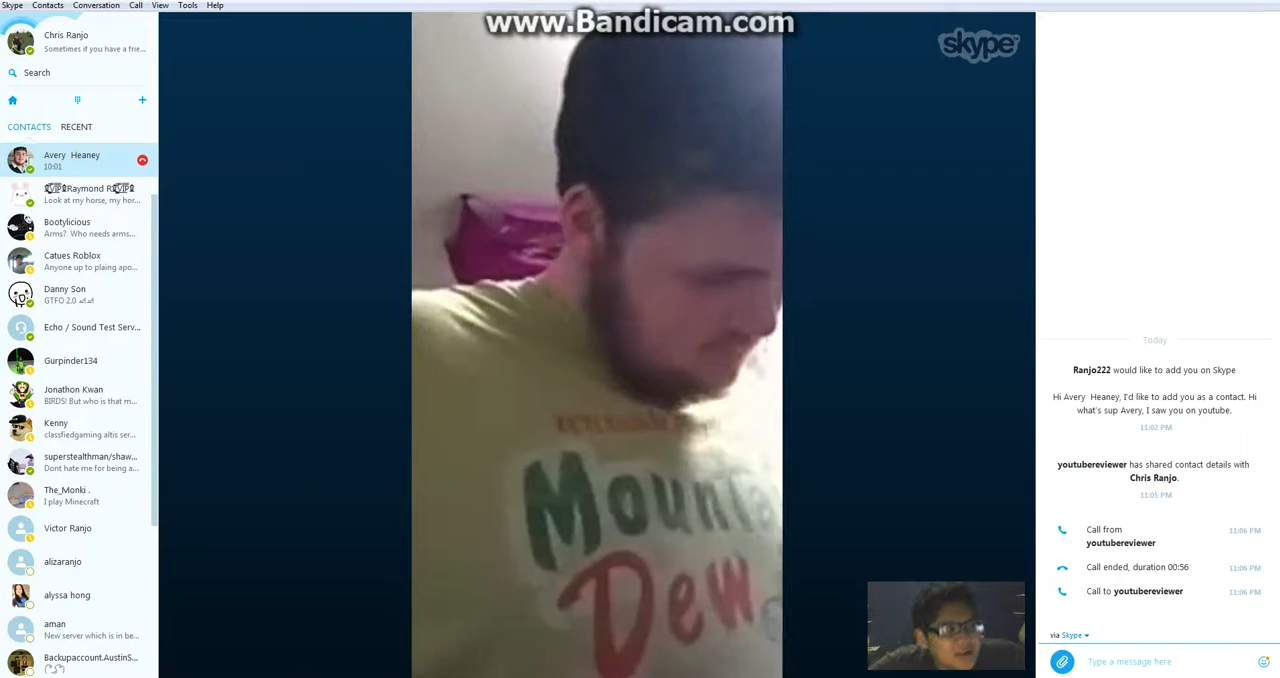 Skype Contacts Conversation Call View Tools Help
www.Bandicam.com
skype
Chris Ranjo
Sometimes if you have a frie...
Search
CONTACTS RECENT
Avery Heaney
10:01
Raymond R
Look at my horse, my hor...
Bootylicious
Arms? Who needs arms...
Catues Roblox
Anyone up to plaing apo...
Danny Son
GTFO 2.0
Echo / Sound Test Serv...
Gurpinder134
Jonathon Kwan
BIRDS! But who is that m...
Kenny
classfiedgaming altis ser...
superstealthman/shaw...
Dont hate me for being a...
The_Monki .
I play Minecraft
Victor Ranjo
alizaranjo
alyssa hong
aman
New server which is in be...
Backupaccount.AustinS...
Mountain
Dew
Today
Ranjo222 would like to add you on Skype
Hi Avery Heaney, I'd like to add you as a contact. Hi
what's sup Avery, I saw you on youtube.
11:02 PM
youtubereviewer has shared contact details with
Chris Ranjo.
11:05 PM
Call from
youtubereviewer
11:06 PM
Call ended, duration 00:56
11:06 PM
Call to youtubereviewer
11:06 PM
via Skype
Type a message here